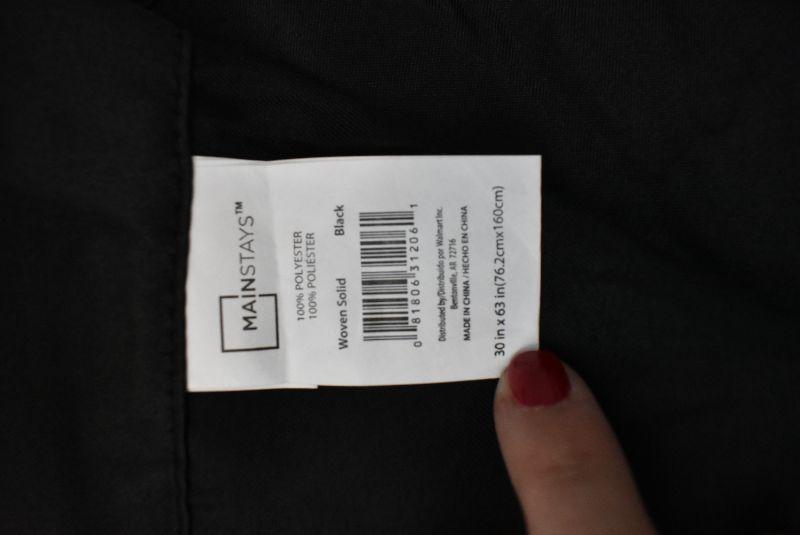 MAINSTAYS™
100% POLYESTER
100% POLIÉSTER
Woven Solid Black
0 81806 31206 1
Distributed by/Distribuido por Walmart Inc.
Bentonville, AR 72716
MADE IN CHINA / HECHO EN CHINA
30 in x 63 in(76.2cmx160cm)